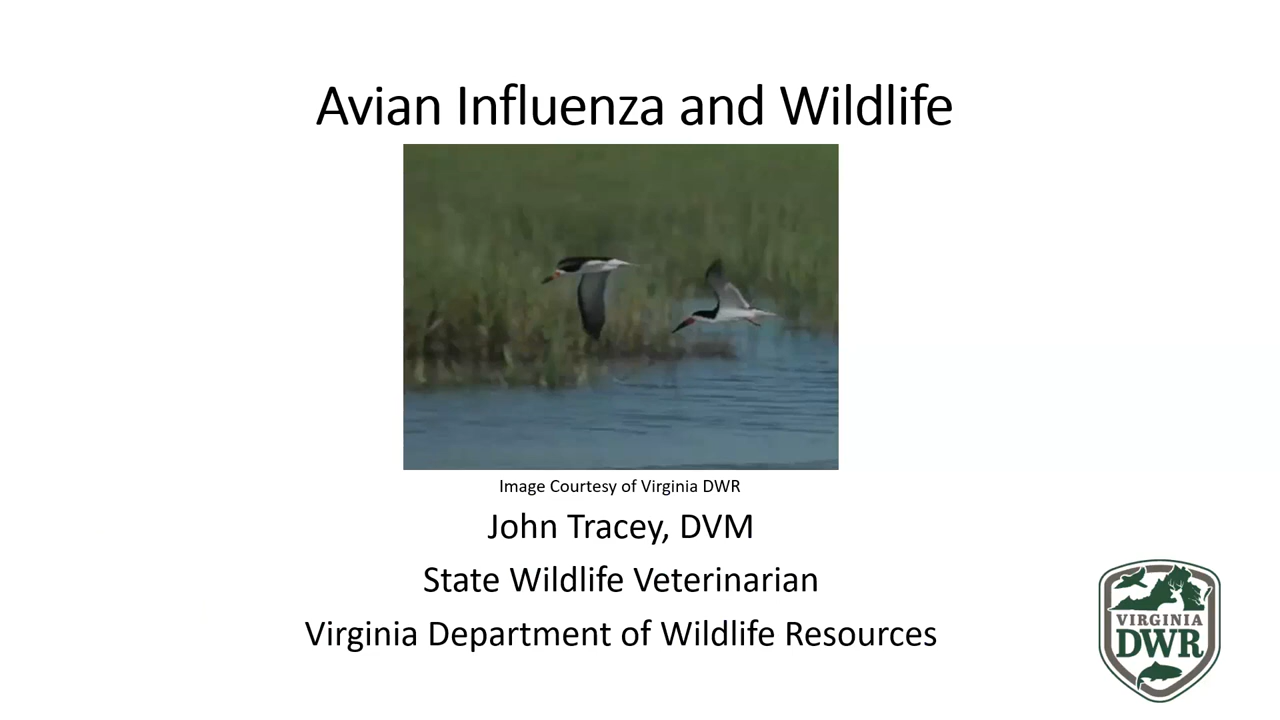 Avian Influenza and Wildlife
Image Courtesy of Virginia DWR
John Tracey, DVM
State Wildlife Veterinarian
Virginia Department of Wildlife Resources
VIRGINIA
DWR